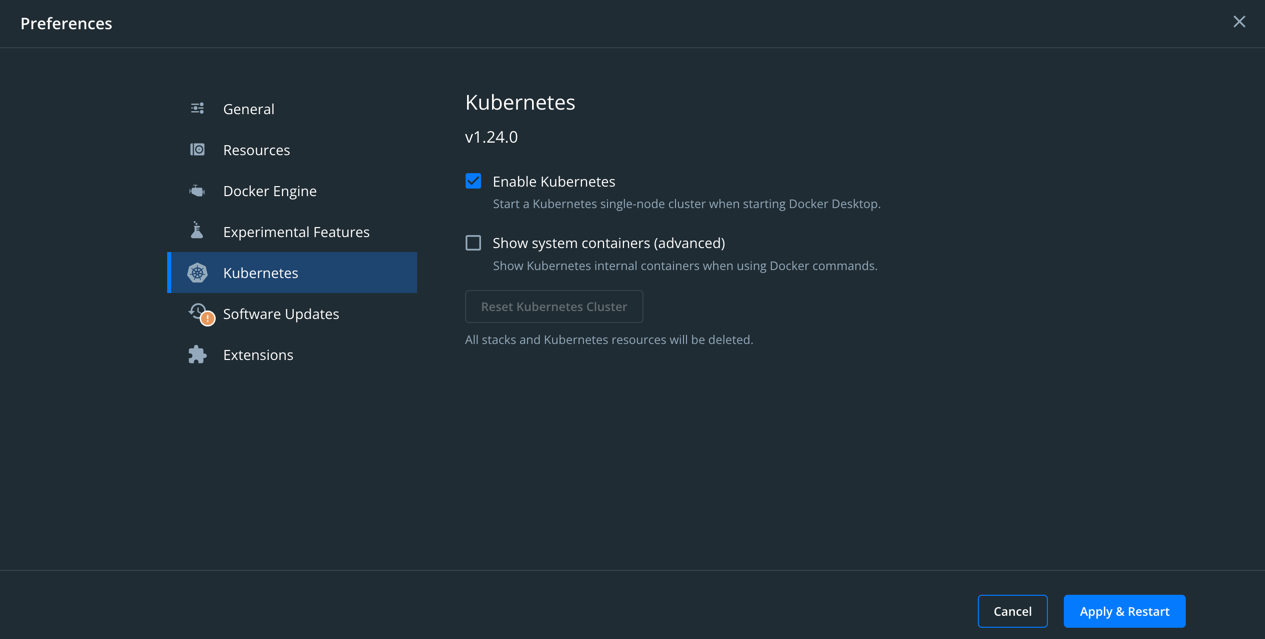 Preferences
General
Resources
Docker Engine
Experimental Features
Kubernetes
Software Updates
Extensions
Kubernetes
v1.24.0
Enable Kubernetes
Start a Kubernetes single-node cluster when starting Docker Desktop.
Show system containers (advanced)
Show Kubernetes internal containers when using Docker commands.
Reset Kubernetes Cluster
All stacks and Kubernetes resources will be deleted.
Cancel
Apply & Restart